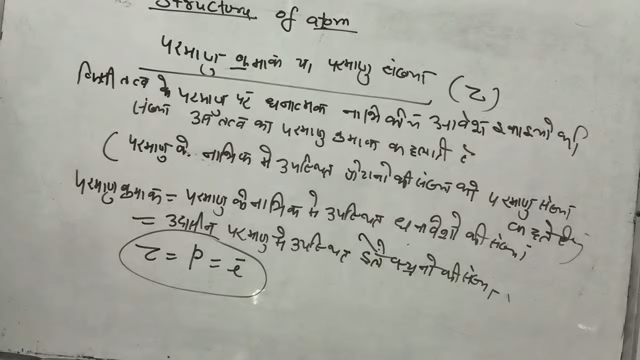 Structure of atom
परमाणु क्रमांक या परमाणु संख्या (Z)
किसी तत्व के परमाणु पर धनात्मक नाभिकीय आवेश इकाइयों की
संख्या उस तत्व का परमाणु क्रमांक कहलाती है
( परमाणु के नाभिक में उपस्थित प्रोटानो की संख्या को परमाणु संख्या
कहते हैं)
परमाणु क्रमांक = परमाणु के नाभिक में उपस्थित धनावेशो की संख्या
= उदासीन परमाणु में उपस्थित इलेक्ट्रानो की संख्या
Z = P = ē